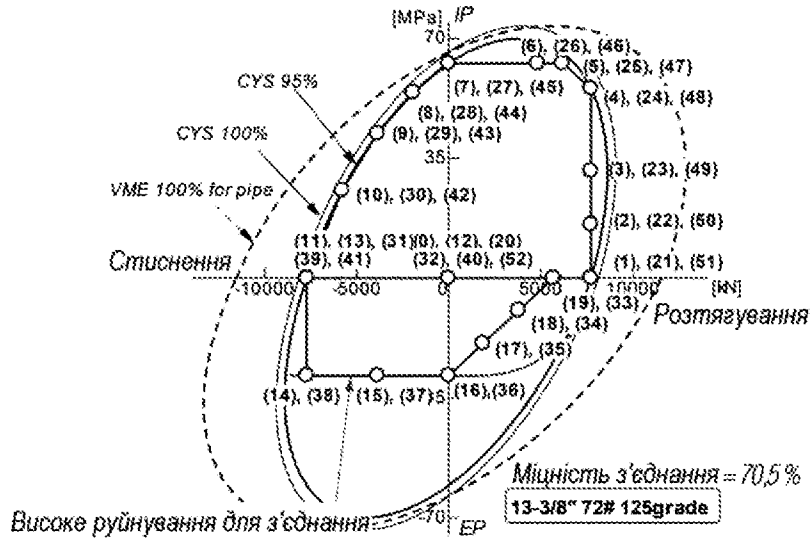 [MPa] IP
70
(6) (26) (46)
(5), (25), (47)
CYS 95%
(7), (27), (45)
(4), (24), (48)
(8), (28), (44)
CYS 100%
(9), (29), (43)
35
(3), (23), (49)
VME 100% for pipe
(10), (30), (42)
(2), (22), (50)
(11), (13), (31) (0), (12), (20)
Стиснення
(39), (41) (32), (40), (52)
(1), (21), (51)
-10000 -5000 0 5000 10000 [kN]
(19), (33)
Розтягування
(18), (34)
(17), (35)
(14), (38) (15), (37) (16), (36)
Міцність з'єднання = 70,5 %
13-3/8" 72# 125grade
Високе руйнування для з'єднання
-70 EP